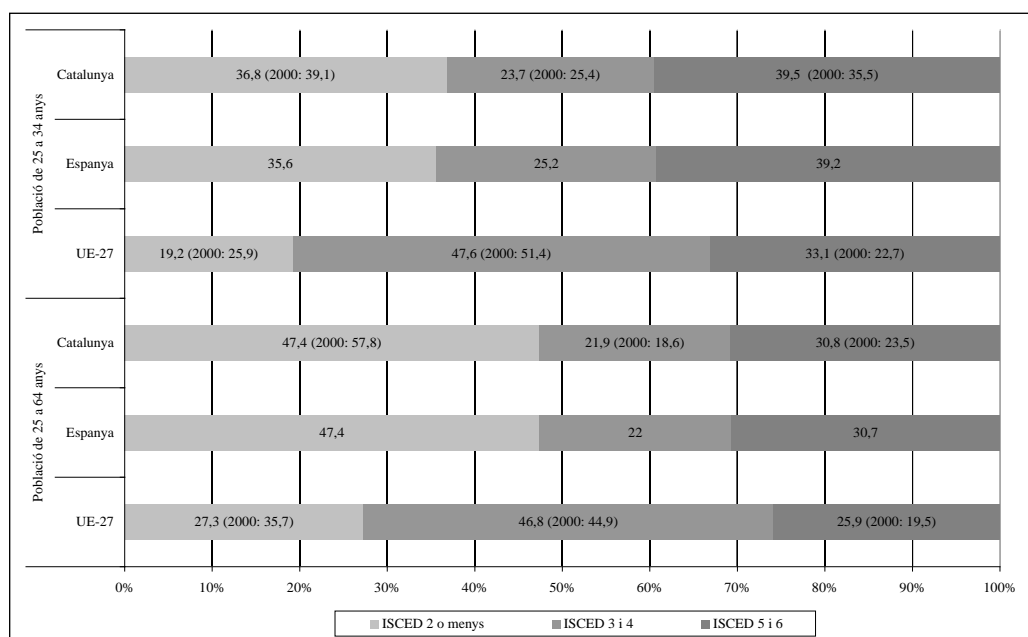 Població de 25 a 34 anys
Catalunya
36,8 (2000: 39,1)
23,7 (2000: 25,4)
39,5 (2000: 35,5)
Espanya
35,6
25,2
39,2
UE-27
19,2 (2000: 25,9)
47,6 (2000: 51,4)
33,1 (2000: 22,7)
Població de 25 a 64 anys
Catalunya
47,4 (2000: 57,8)
21,9 (2000: 18,6)
30,8 (2000: 23,5)
Espanya
47,4
22
30,7
UE-27
27,3 (2000: 35,7)
46,8 (2000: 44,9)
25,9 (2000: 19,5)
0% 10% 20% 30% 40% 50% 60% 70% 80% 90% 100%
ISCED 2 o menys ISCED 3 i 4 ISCED 5 i 6